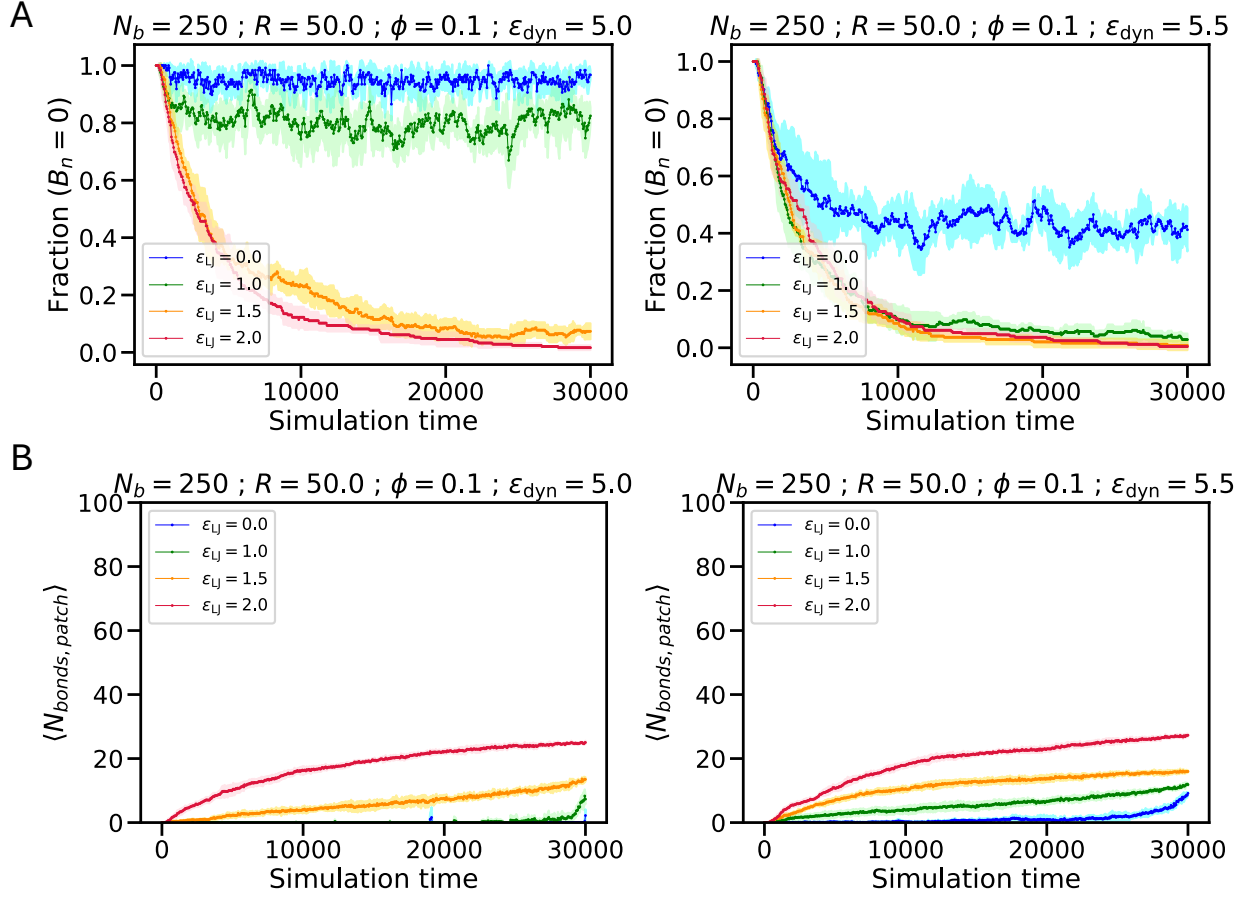 A
N_b = 250 ; R = 50.0 ; ϕ = 0.1 ; ε_dyn = 5.0
Fraction (B_n = 0)
1.0
0.8
0.6
0.4
0.2
0.0
ε_LJ = 0.0
ε_LJ = 1.0
ε_LJ = 1.5
ε_LJ = 2.0
0
10000
20000
30000
Simulation time
N_b = 250 ; R = 50.0 ; ϕ = 0.1 ; ε_dyn = 5.5
Fraction (B_n = 0)
1.0
0.8
0.6
0.4
0.2
0.0
ε_LJ = 0.0
ε_LJ = 1.0
ε_LJ = 1.5
ε_LJ = 2.0
0
10000
20000
30000
Simulation time
B
N_b = 250 ; R = 50.0 ; ϕ = 0.1 ; ε_dyn = 5.0
⟨N_bonds,patch⟩
100
80
60
40
20
0
ε_LJ = 0.0
ε_LJ = 1.0
ε_LJ = 1.5
ε_LJ = 2.0
0
10000
20000
30000
Simulation time
N_b = 250 ; R = 50.0 ; ϕ = 0.1 ; ε_dyn = 5.5
⟨N_bonds,patch⟩
100
80
60
40
20
0
ε_LJ = 0.0
ε_LJ = 1.0
ε_LJ = 1.5
ε_LJ = 2.0
0
10000
20000
30000
Simulation time